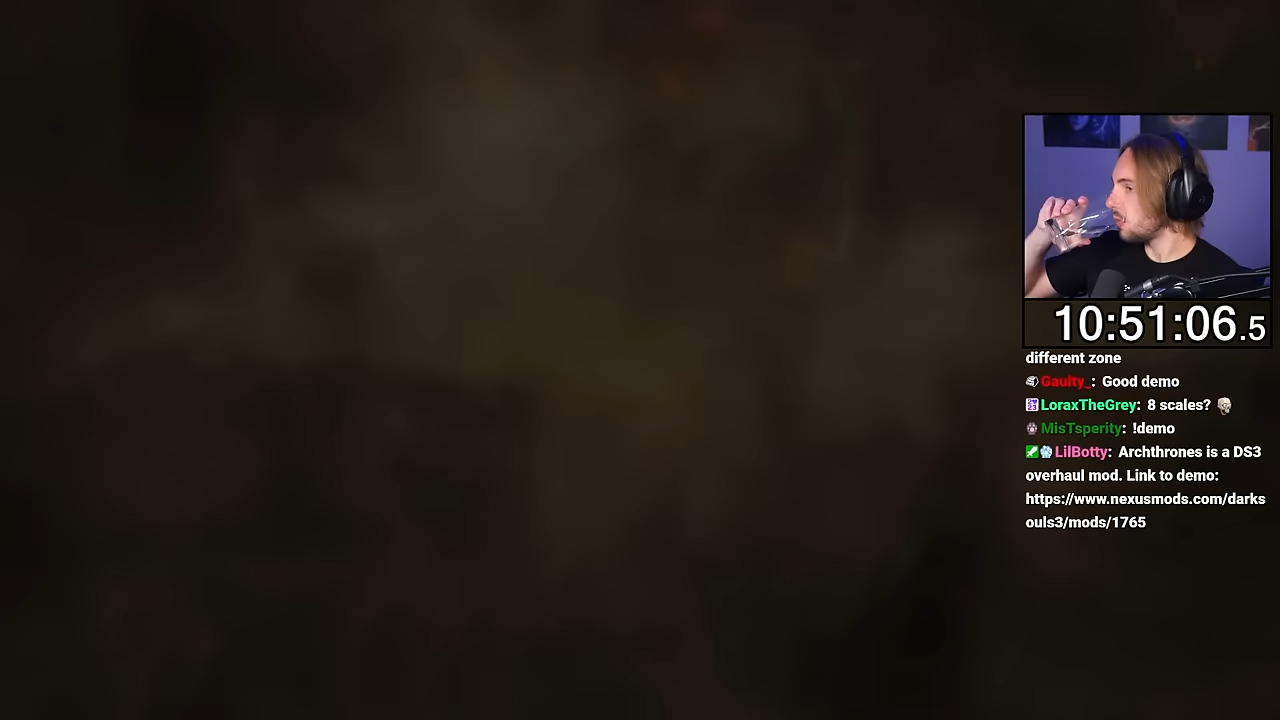 10:51:06.5
different zone
Gaulty_: Good demo
LoraxTheGrey: 8 scales?
MisTsperity: !demo
LilBotty: Archthrones is a DS3
overhaul mod. Link to demo:
https://www.nexusmods.com/darks
ouls3/mods/1765